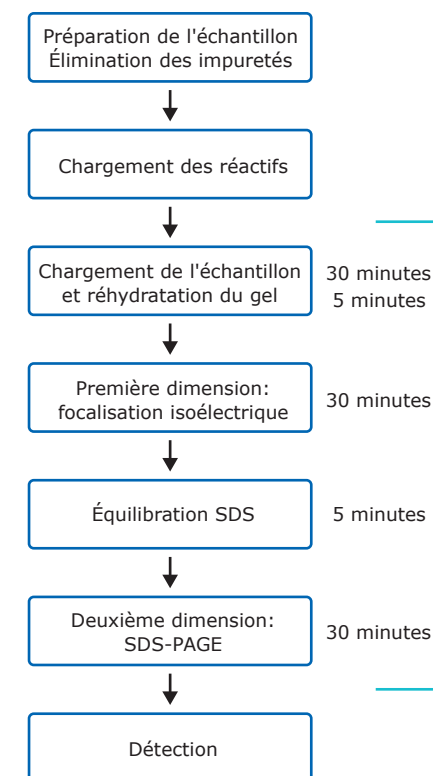 Préparation de l'échantillon
Élimination des impuretés
Chargement des réactifs
Chargement de l'échantillon
et réhydratation du gel
30 minutes
5 minutes
Première dimension:
focalisation isoélectrique
30 minutes
Équilibration SDS
5 minutes
Deuxième dimension:
SDS-PAGE
30 minutes
Détection